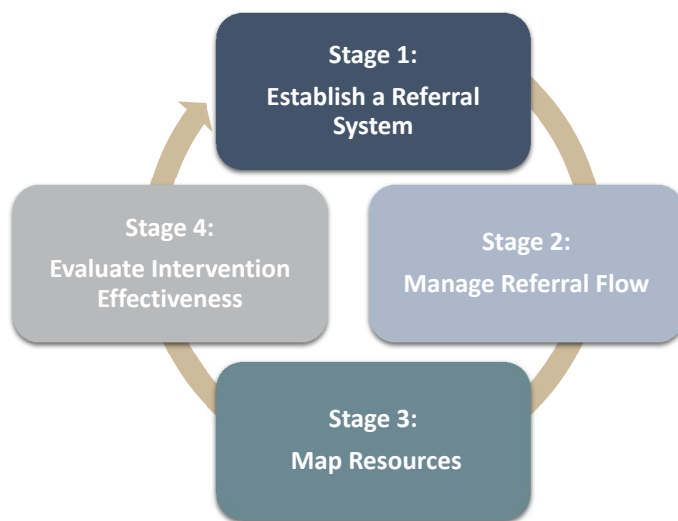 Stage 1:
Establish a Referral
System
Stage 2:
Manage Referral Flow
Stage 3:
Map Resources
Stage 4:
Evaluate Intervention
Effectiveness